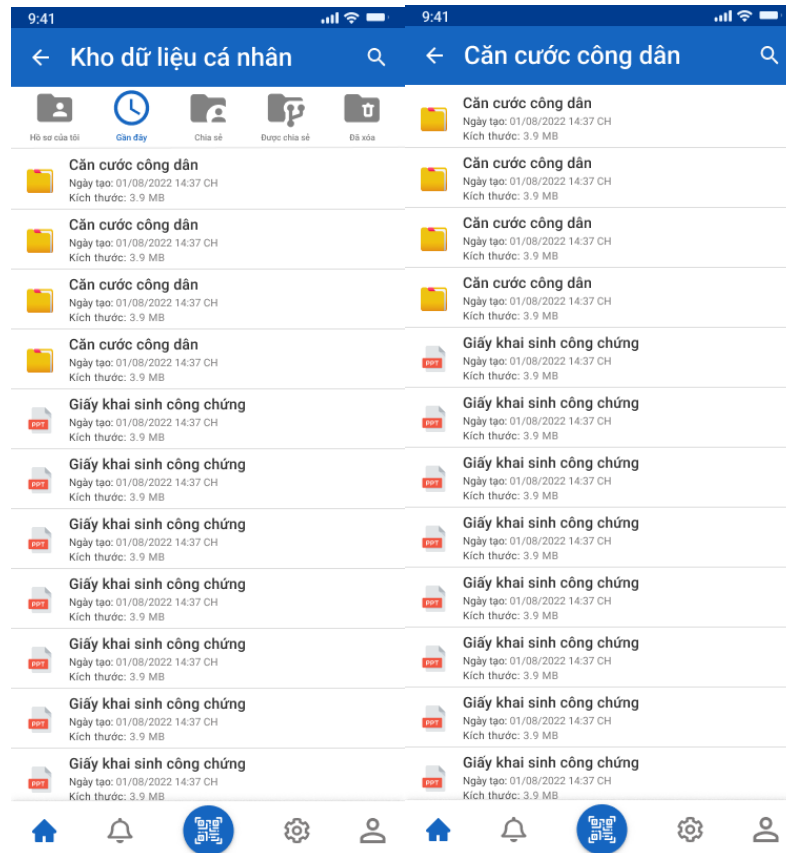 9:41
Kho dữ liệu cá nhân
Hồ sơ của tôi
Gần đây
Chia sẻ
Được chia sẻ
Đã xóa
Căn cước công dân
Ngày tạo: 01/08/2022 14:37 CH
Kích thước: 3.9 MB
Căn cước công dân
Ngày tạo: 01/08/2022 14:37 CH
Kích thước: 3.9 MB
Căn cước công dân
Ngày tạo: 01/08/2022 14:37 CH
Kích thước: 3.9 MB
Căn cước công dân
Ngày tạo: 01/08/2022 14:37 CH
Kích thước: 3.9 MB
PPT
Giấy khai sinh công chứng
Ngày tạo: 01/08/2022 14:37 CH
Kích thước: 3.9 MB
PPT
Giấy khai sinh công chứng
Ngày tạo: 01/08/2022 14:37 CH
Kích thước: 3.9 MB
PPT
Giấy khai sinh công chứng
Ngày tạo: 01/08/2022 14:37 CH
Kích thước: 3.9 MB
PPT
Giấy khai sinh công chứng
Ngày tạo: 01/08/2022 14:37 CH
Kích thước: 3.9 MB
PPT
Giấy khai sinh công chứng
Ngày tạo: 01/08/2022 14:37 CH
Kích thước: 3.9 MB
PPT
Giấy khai sinh công chứng
Ngày tạo: 01/08/2022 14:37 CH
Kích thước: 3.9 MB
PPT
Giấy khai sinh công chứng
Ngày tạo: 01/08/2022 14:37 CH
Kích thước: 3.9 MB
9:41
Căn cước công dân
Căn cước công dân
Ngày tạo: 01/08/2022 14:37 CH
Kích thước: 3.9 MB
Căn cước công dân
Ngày tạo: 01/08/2022 14:37 CH
Kích thước: 3.9 MB
Căn cước công dân
Ngày tạo: 01/08/2022 14:37 CH
Kích thước: 3.9 MB
Căn cước công dân
Ngày tạo: 01/08/2022 14:37 CH
Kích thước: 3.9 MB
PPT
Giấy khai sinh công chứng
Ngày tạo: 01/08/2022 14:37 CH
Kích thước: 3.9 MB
PPT
Giấy khai sinh công chứng
Ngày tạo: 01/08/2022 14:37 CH
Kích thước: 3.9 MB
PPT
Giấy khai sinh công chứng
Ngày tạo: 01/08/2022 14:37 CH
Kích thước: 3.9 MB
PPT
Giấy khai sinh công chứng
Ngày tạo: 01/08/2022 14:37 CH
Kích thước: 3.9 MB
PPT
Giấy khai sinh công chứng
Ngày tạo: 01/08/2022 14:37 CH
Kích thước: 3.9 MB
PPT
Giấy khai sinh công chứng
Ngày tạo: 01/08/2022 14:37 CH
Kích thước: 3.9 MB
PPT
Giấy khai sinh công chứng
Ngày tạo: 01/08/2022 14:37 CH
Kích thước: 3.9 MB
PPT
Giấy khai sinh công chứng
Ngày tạo: 01/08/2022 14:37 CH
Kích thước: 3.9 MB